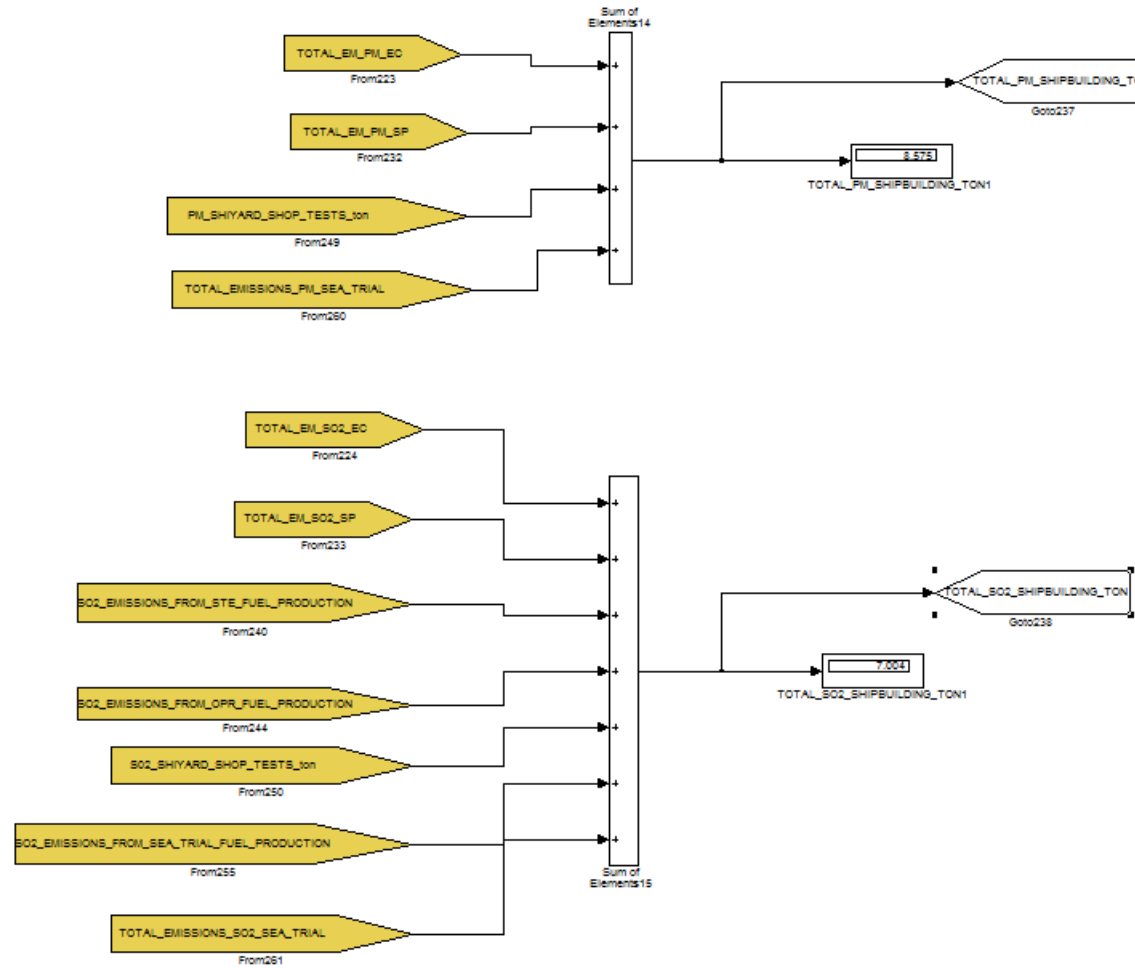 Sum of
Elements14
TOTAL_EM_PM_EC
From223
TOTAL_PM_SHIPBUILDING_TO
Goto237
TOTAL_EM_PM_SP
From232
8.575
TOTAL_PM_SHIPBUILDING_TON1
PM_SHIYARD_SHOP_TESTS_ton
From249
TOTAL_EMISSIONS_PM_SEA_TRIAL
From260
TOTAL_EM_SO2_EC
From224
TOTAL_EM_SO2_SP
From233
SO2_EMISSIONS_FROM_STE_FUEL_PRODUCTION
From240
TOTAL_SO2_SHIPBUILDING_TON
Goto238
7.004
TOTAL_SO2_SHIPBUILDING_TON1
SO2_EMISSIONS_FROM_OPR_FUEL_PRODUCTION
From244
S02_SHIYARD_SHOP_TESTS_ton
From250
SO2_EMISSIONS_FROM_SEA_TRIAL_FUEL_PRODUCTION
From255
Sum of
Elements15
TOTAL_EMISSIONS_SO2_SEA_TRIAL
From261